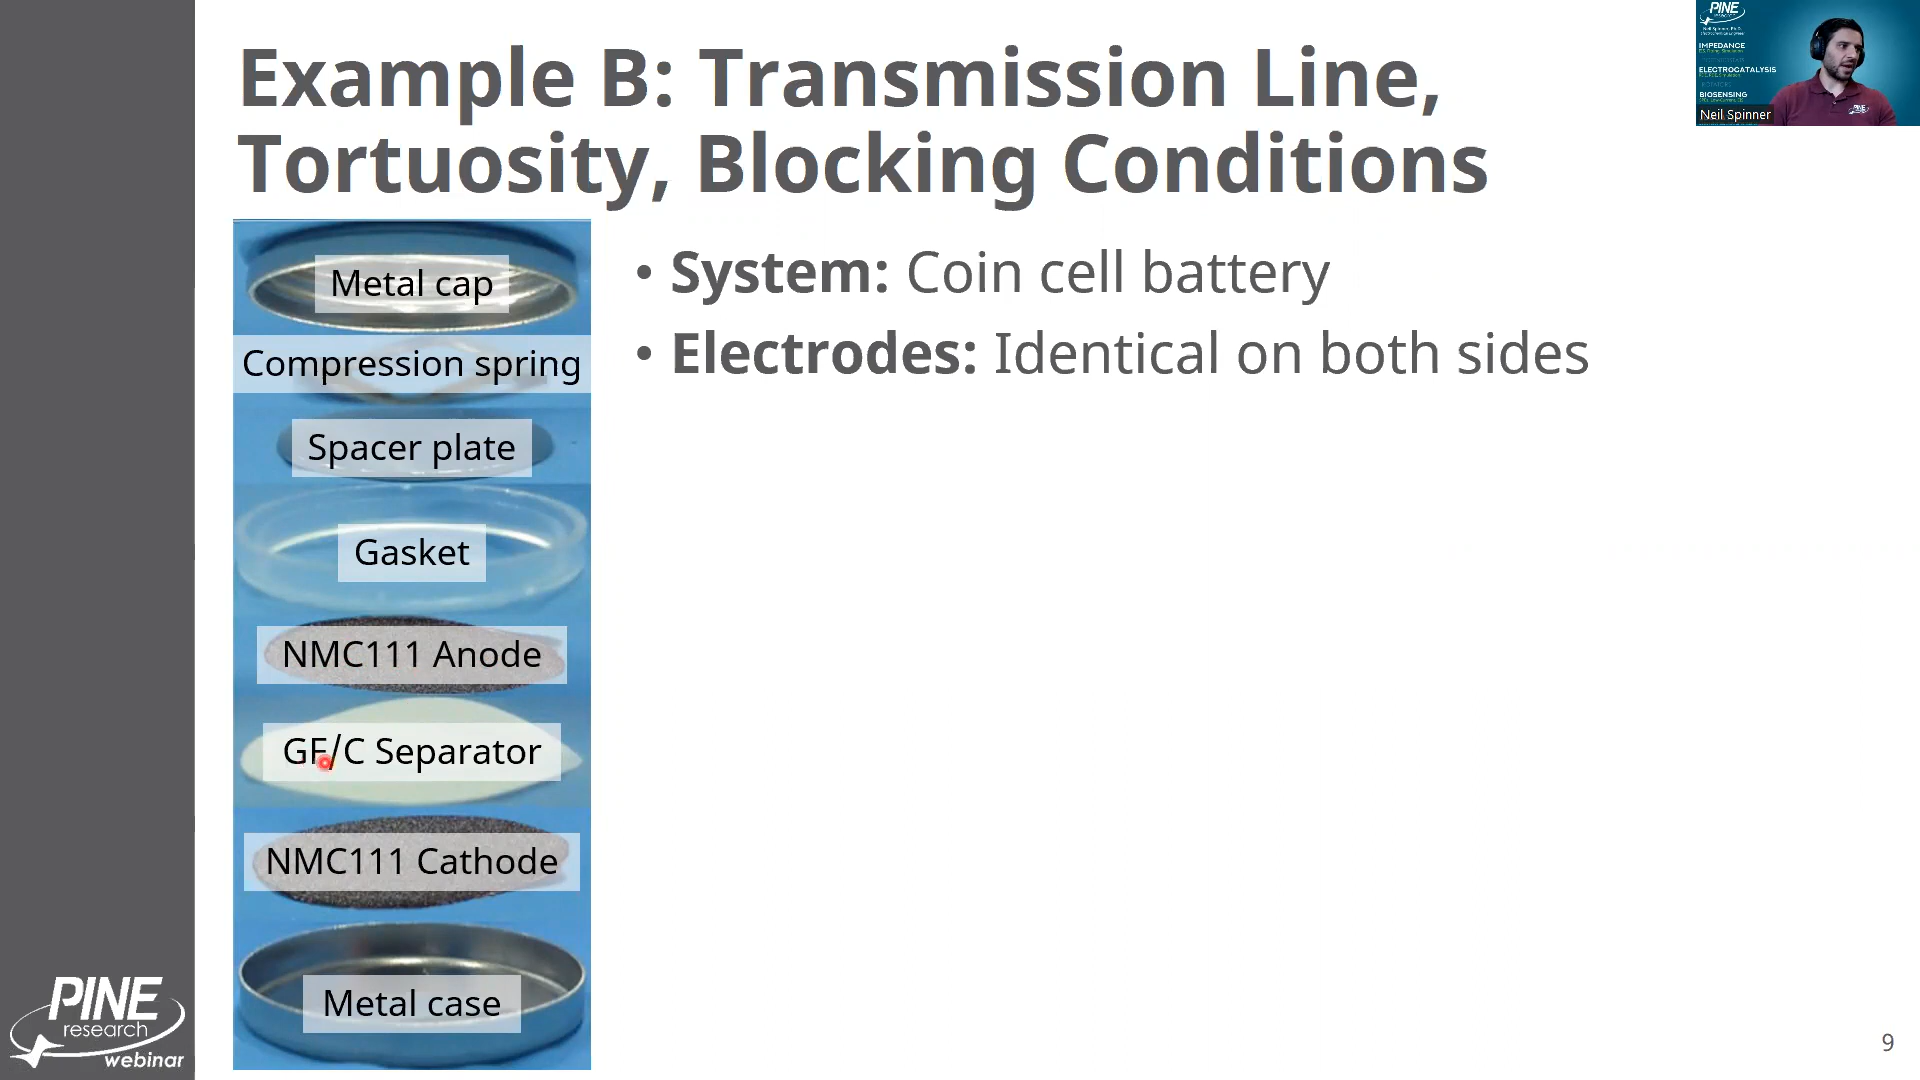 Example B: Transmission Line,
Tortuosity, Blocking Conditions
Metal cap
Compression spring
Spacer plate
Gasket
NMC111 Anode
GF/C Separator
NMC111 Cathode
Metal case
• System: Coin cell battery
• Electrodes: Identical on both sides
PINE
IMPEDANCE
ELECTROCATALYSIS
BIOSENSING
PINE
Neil Spinner
PINE
research
webinar
9